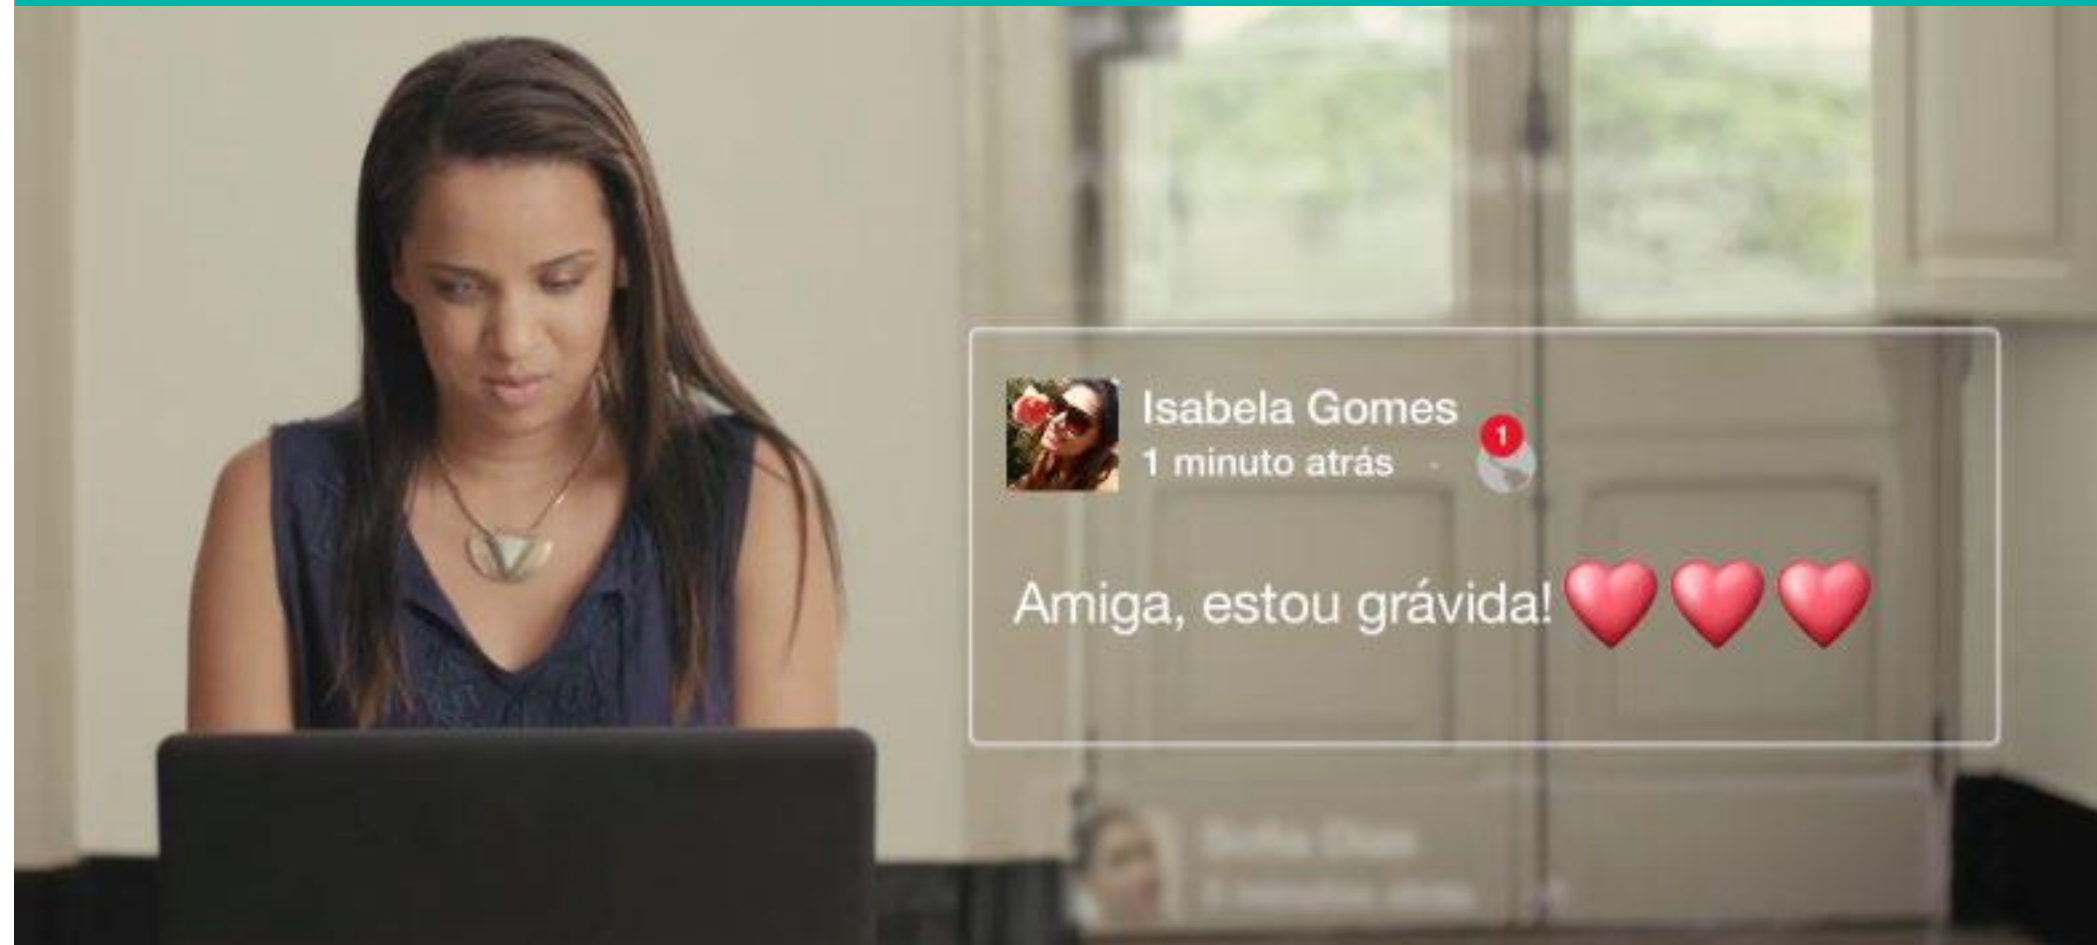 Isabela Gomes
1 minuto atrás
1
Amiga, estou grávida!